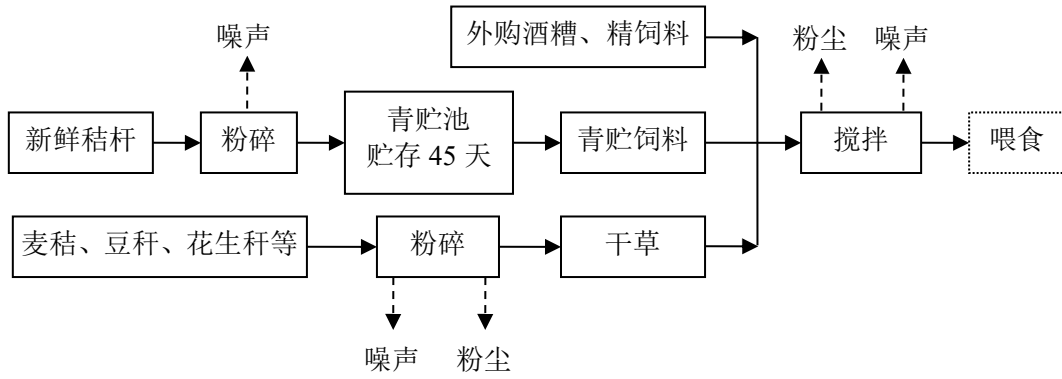 噪声
外购酒糟、精饲料
粉尘
噪声
新鲜秸杆
粉碎
青贮池
贮存 45 天
青贮饲料
搅拌
喂食
麦秸、豆秆、花生秆等
粉碎
干草
噪声
粉尘